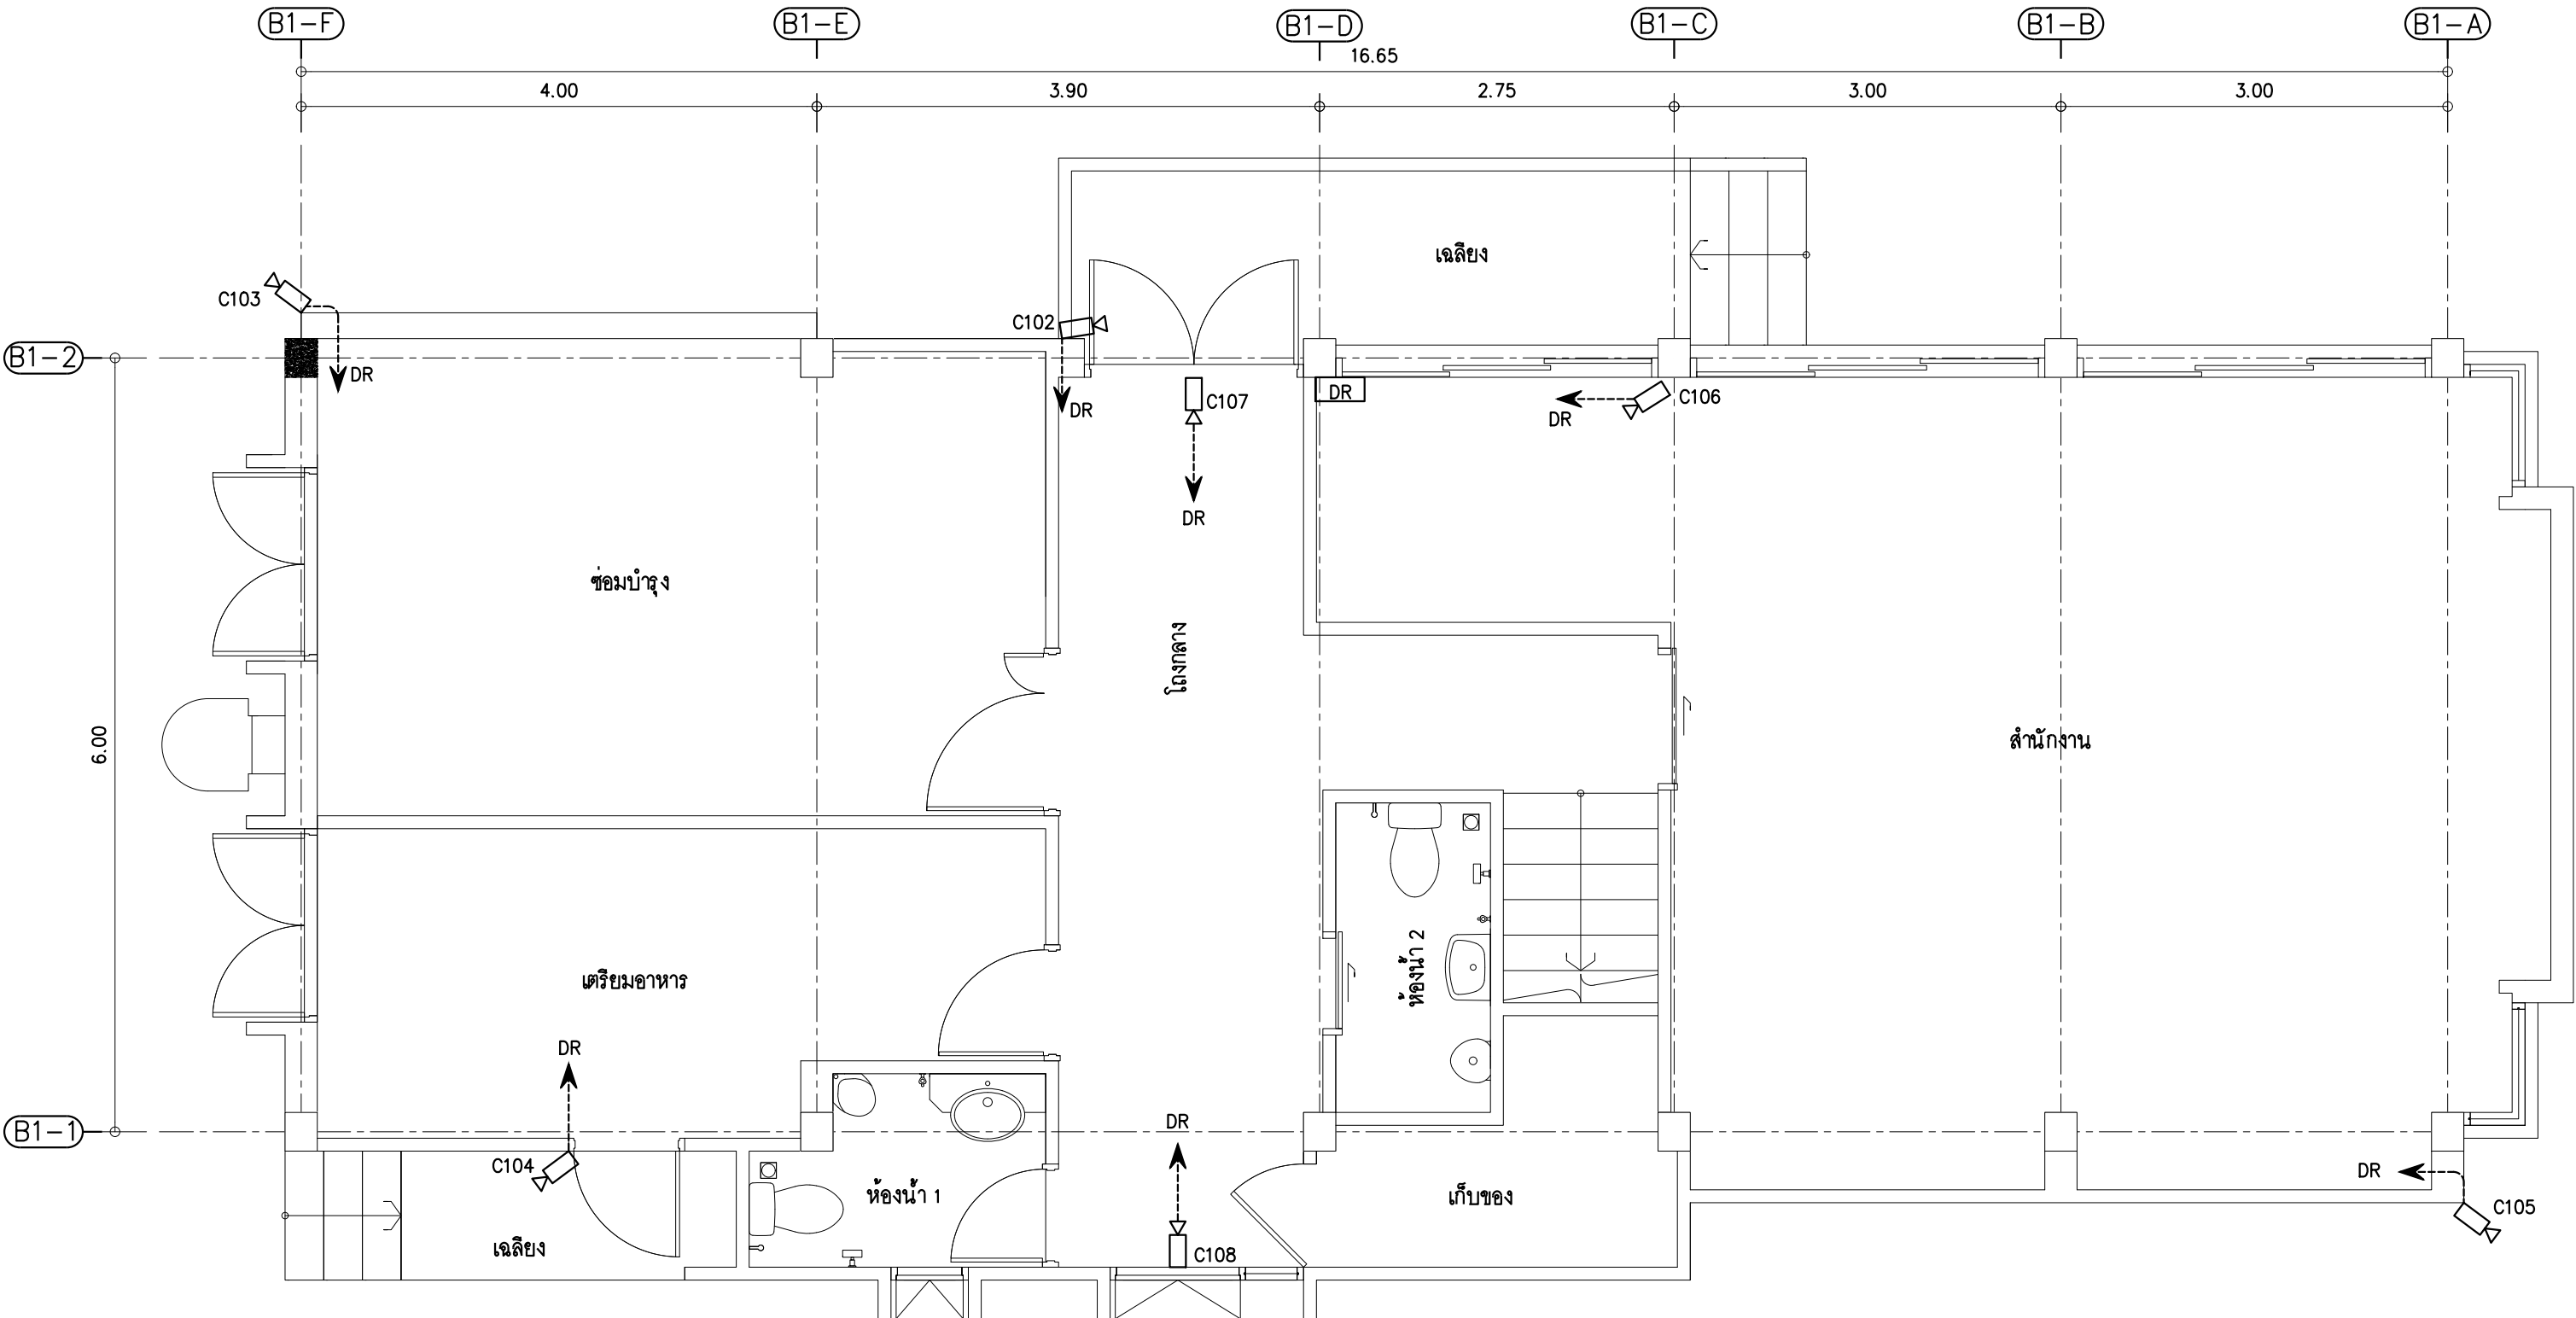 B1-F
B1-E
B1-D
B1-C
B1-B
B1-A
16.65
4.00
3.90
2.75
3.00
3.00
เฉลียง
C103
C102
B1-2
DR
DR
C107
DR
DR
C106
DR
ซ่อมบำรุง
โถงกลาง
6.00
สำนักงาน
ห้องน้ำ 2
เตรียมอาหาร
DR
B1-1
DR
C104
ห้องน้ำ 1
เก็บของ
DR
C105
เฉลียง
C108